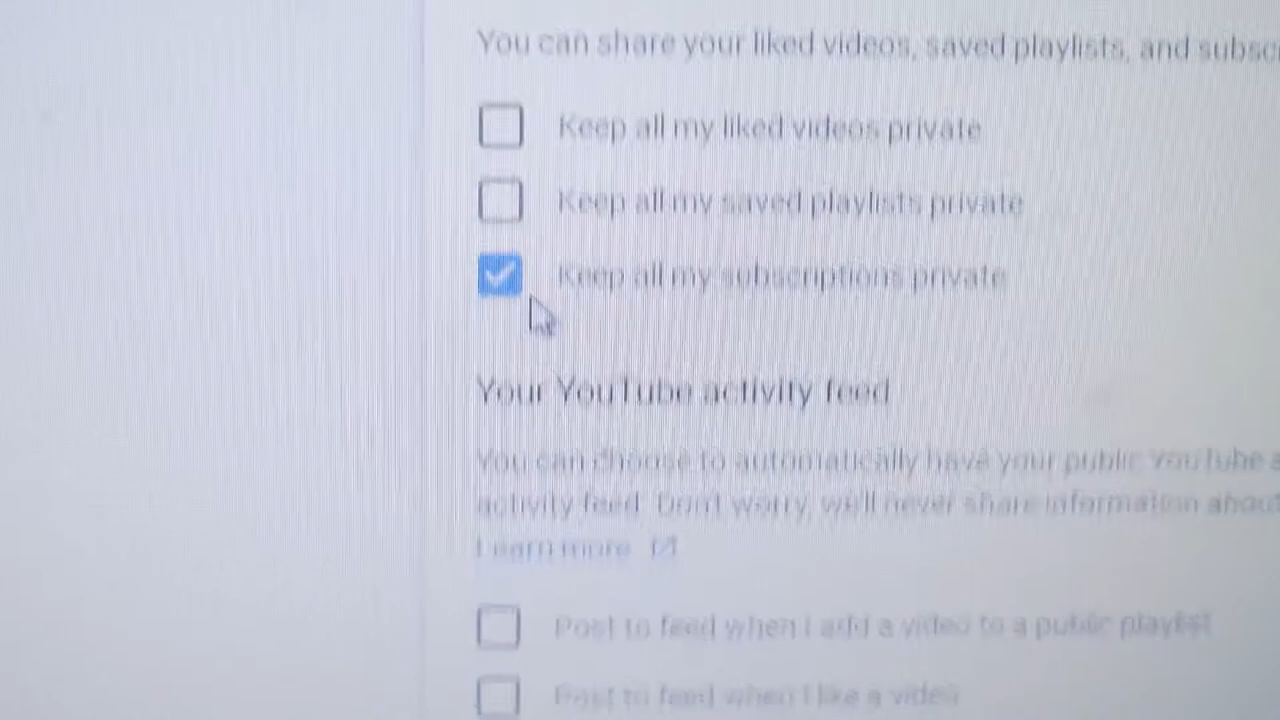 You can share your liked videos, saved playlists, and subscri
Keep all my liked videos private
Keep all my saved playlists private
Keep all my subscriptions private
Your YouTube activity feed
You can choose to automatically have your public YouTube a
activity feed. Don't worry, we'll never share information about
Learn more
Post to feed when I add a video to a public playlist
Post to feed when I like a video